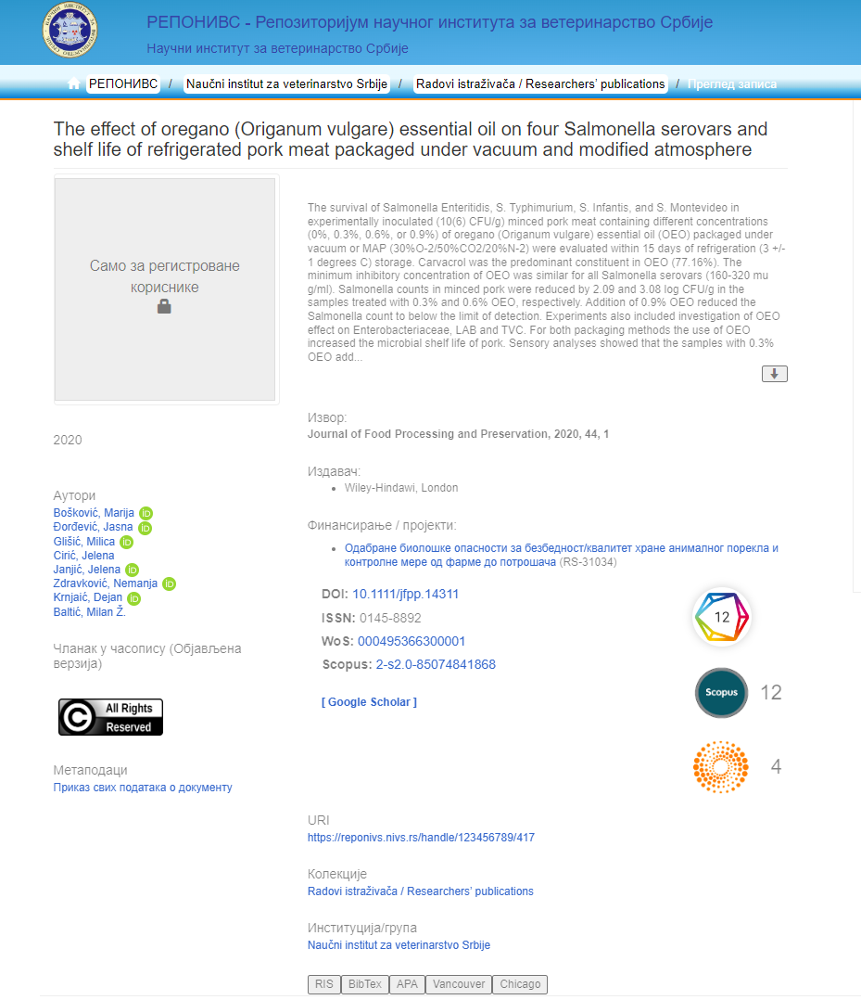 РЕПОНИВС - Репозиторијум научног института за ветеринарство Србије
Научни институт за ветеринарство Србије
РЕПОНИВС / Naučni institut za veterinarstvo Srbije / Radovi istraživača / Researchers' publications / Преглед записа
The effect of oregano (Origanum vulgare) essential oil on four Salmonella serovars and
shelf life of refrigerated pork meat packaged under vacuum and modified atmosphere
Само за регистроване
кориснике
2020
Аутори
Bošković, Marija
Đorđević, Jasna
Glišić, Milica
Cirić, Jelena
Janjić, Jelena
Zdravković, Nemanja
Krnjaić, Dejan
Baltić, Milan Ž.
Чланак у часопису (Објављена
верзија)
All Rights
Reserved
Метаподаци
Приказ свих података о документу
The survival of Salmonella Enteritidis, S. Typhimurium, S. Infantis, and S. Montevideo in
experimentally inoculated (10(6) CFU/g) minced pork meat containing different concentrations
(0%, 0.3%, 0.6%, or 0.9%) of oregano (Origanum vulgare) essential oil (OEO) packaged under
vacuum or MAP (30%O-2/50%CO2/20%N-2) were evaluated within 15 days of refrigeration (3 +/-
1 degrees C) storage. Carvacrol was the predominant constituent in OEO (77.16%). The
minimum inhibitory concentration of OEO was similar for all Salmonella serovars (160-320 mu
g/ml). Salmonella counts in minced pork were reduced by 2.09 and 3.08 log CFU/g in the
samples treated with 0.3% and 0.6% OEO, respectively. Addition of 0.9% OEO reduced the
Salmonella count to below the limit of detection. Experiments also included investigation of OEO
effect on Enterobacteriaceae, LAB and TVC. For both packaging methods the use of OEO
increased the microbial shelf life of pork. Sensory analyses showed that the samples with 0.3%
OEO add...
Извор:
Journal of Food Processing and Preservation, 2020, 44, 1
Издавач:
Wiley-Hindawi, London
Финансирање / пројекти:
Одабране биолошке опасности за безбедност/квалитет хране анималног порекла и
контролне мере од фарме до потрошача (RS-31034)
DOI: 10.1111/jfpp.14311
ISSN: 0145-8892
WoS: 000495366300001
Scopus: 2-s2.0-85074841868
[ Google Scholar ]
12
Scopus 12
4
URI
https://reponivs.nivs.rs/handle/123456789/417
Колекције
Radovi istraživača / Researchers' publications
Институција/група
Naučni institut za veterinarstvo Srbije
RIS BibTex APA Vancouver Chicago